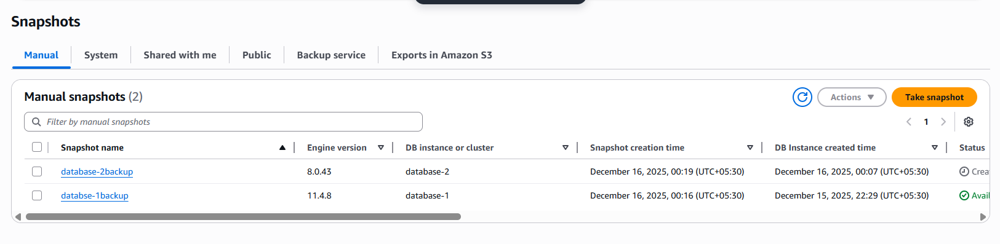 Snapshots
Manual
System
Shared with me
Public
Backup service
Exports in Amazon S3
Manual snapshots (2)
Actions
Take snapshot
Filter by manual snapshots
1
Snapshot name
Engine version
DB instance or cluster
Snapshot creation time
DB Instance created time
Status
database-2backup
8.0.43
database-2
December 16, 2025, 00:19 (UTC+05:30)
December 16, 2025, 00:07 (UTC+05:30)
Crea
databse-1backup
11.4.8
database-1
December 16, 2025, 00:16 (UTC+05:30)
December 15, 2025, 22:29 (UTC+05:30)
Avail